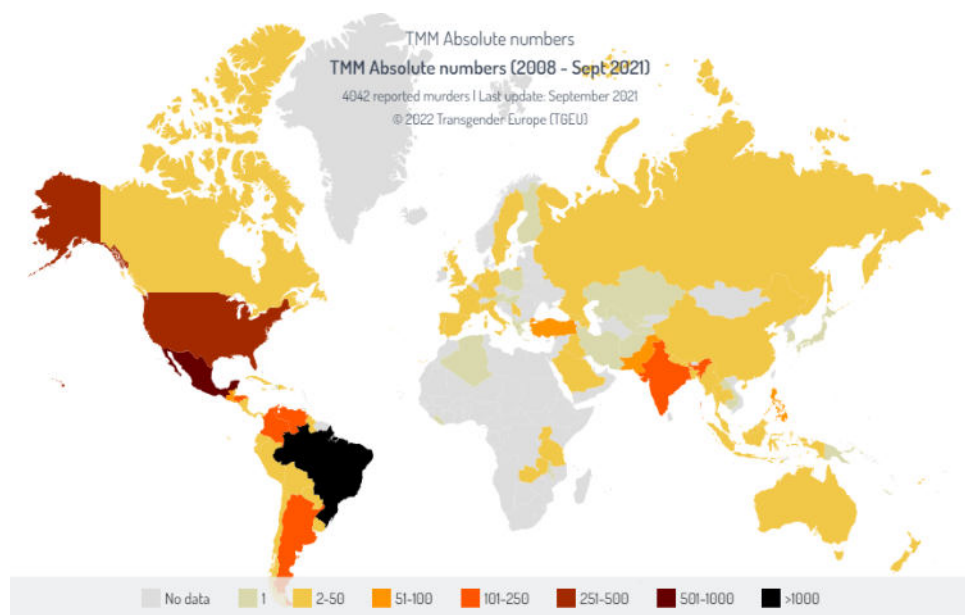 TMM Absolute numbers
TMM Absolute numbers (2008 - Sept 2021)
4042 reported murders | Last update: September 2021
© 2022 Transgender Europe (TGEU)
No data 1 2-50 51-100 101-250 251-500 501-1000 >1000